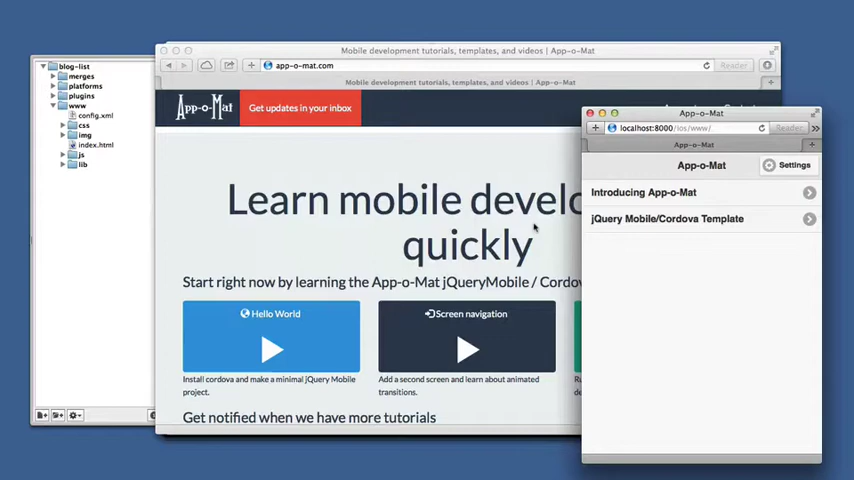 blog-list
merges
platforms
plugins
www
config.xml
css
img
index.html
js
lib
Mobile development tutorials, templates, and videos | App-o-Mat
app-o-mat.com
Reader
Mobile development tutorials, templates, and videos | App-o-Mat
App-o-Mat
Get updates in your inbox
Learn mobile develo
quickly
Start right now by learning the App-o-Mat jQueryMobile / Cordo
Hello World
Screen navigation
Install cordova and make a minimal jQuery Mobile
project.
Add a second screen and learn about animated
transitions.
Ru
de
Get notified when we have more tutorials
App-o-Mat
localhost:8000/ios/www/
Reader
App-o-Mat
App-o-Mat
Settings
Introducing App-o-Mat
jQuery Mobile/Cordova Template